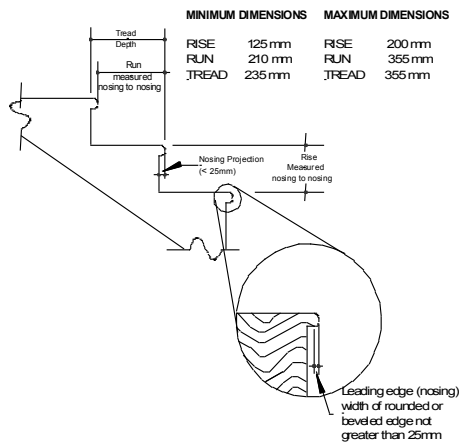 MINIMUM DIMENSIONS
RISE 125 mm
RUN 210 mm
TREAD 235 mm
MAXIMUM DIMENSIONS
RISE 200 mm
RUN 355 mm
TREAD 355 mm
Tread
Depth
Run
measured
nosing to nosing
Nosing Projection
(< 25mm)
Rise
Measured
nosing to nosing
Leading edge (nosing)
width of rounded or
beveled edge not
greater than 25mm